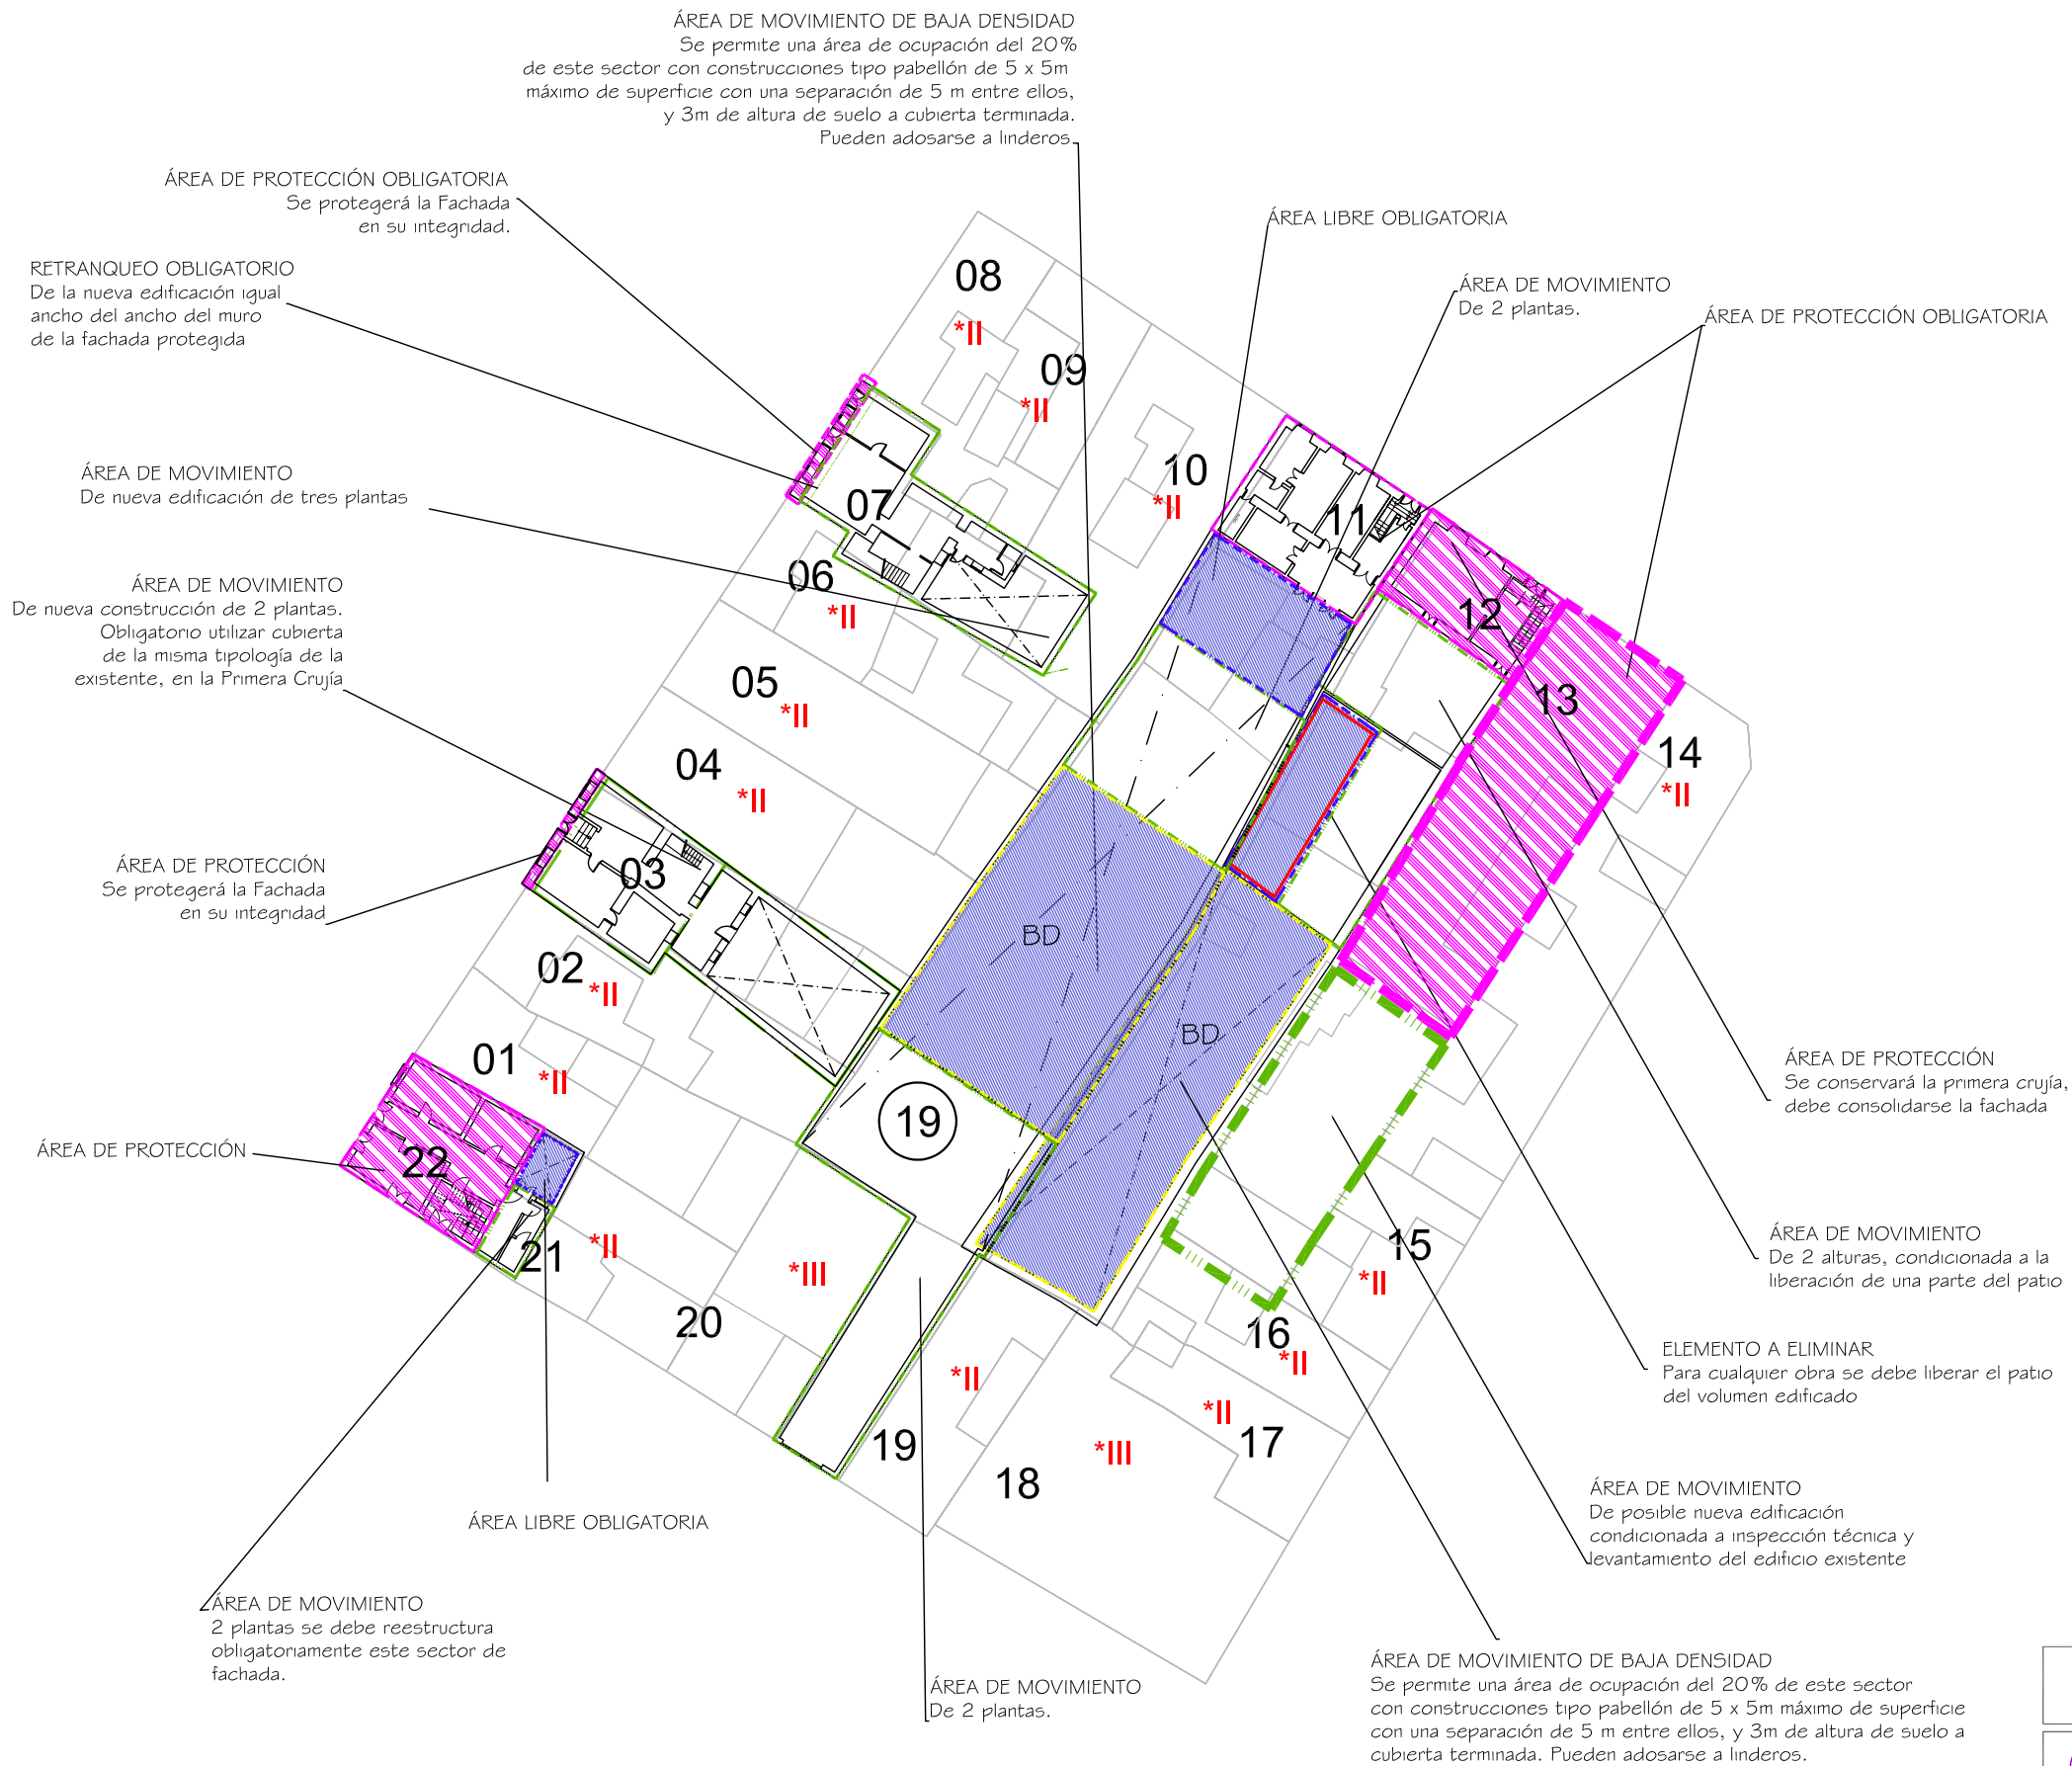 ÁREA DE MOVIMIENTO DE BAJA DENSIDAD
Se permite una área de ocupación del 20%
de este sector con construcciones tipo pabellón de 5 x 5m
máximo de superficie con una separación de 5 m entre ellos,
y 3m de altura de suelo a cubierta terminada.
Pueden adosarse a linderos.
ÁREA DE PROTECCIÓN OBLIGATORIA
Se protegerá la Fachada
en su integridad.
ÁREA LIBRE OBLIGATORIA
RETRANQUEO OBLIGATORIO
De la nueva edificación igual
ancho del ancho del muro
de la fachada protegida
ÁREA DE MOVIMIENTO
De 2 plantas.
ÁREA DE PROTECCIÓN OBLIGATORIA
08
*II
09
*II
10
*II
ÁREA DE MOVIMIENTO
De nueva edificación de tres plantas
07
11
06
*II
12
ÁREA DE MOVIMIENTO
De nueva construcción de 2 plantas.
Obligatorio utilizar cubierta
de la misma tipología de la
existente, en la Primera Crujía
05
*II
13
14
*II
04
*II
03
ÁREA DE PROTECCIÓN
Se protegerá la Fachada
en su integridad
BD
02
*II
BD
01
*II
19
ÁREA DE PROTECCIÓN
Se conservará la primera crujía,
debe consolidarse la fachada
ÁREA DE PROTECCIÓN
22
21
*II
*III
15
*II
ÁREA DE MOVIMIENTO
De 2 alturas, condicionada a la
liberación de una parte del patio
20
16
*II
*II
ELEMENTO A ELIMINAR
Para cualquier obra se debe liberar el patio
del volumen edificado
19
*II
17
*III
18
ÁREA LIBRE OBLIGATORIA
ÁREA DE MOVIMIENTO
De posible nueva edificación
condicionada a inspección técnica y
levantamiento del edificio existente
ÁREA DE MOVIMIENTO
2 plantas se debe reestructura
obligatoriamente este sector de
fachada.
ÁREA DE MOVIMIENTO
De 2 plantas.
ÁREA DE MOVIMIENTO DE BAJA DENSIDAD
Se permite una área de ocupación del 20% de este sector
con construcciones tipo pabellón de 5 x 5m máximo de superficie
con una separación de 5 m entre ellos, y 3m de altura de suelo a
cubierta terminada. Pueden adosarse a linderos.